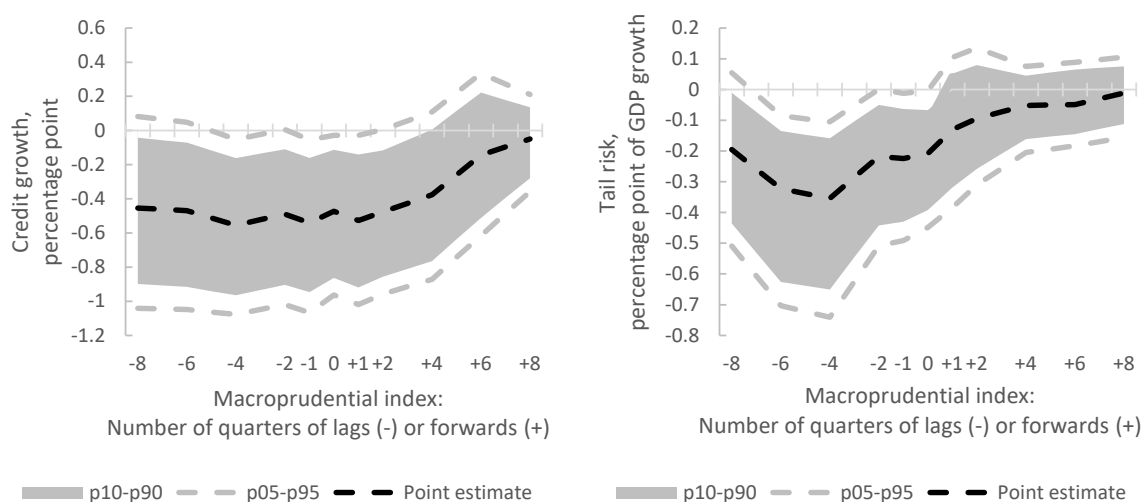 Credit growth,
percentage point
0.6
0.4
0.2
0
-0.2
-0.4
-0.6
-0.8
-1
-1.2
-8 -6 -4 -2 -1 0 +1 +2 +4 +6 +8
Macroprudential index:
Number of quarters of lags (-) or forwards (+)
p10-p90 p05-p95 Point estimate
Tail risk,
percentage point of GDP growth
0.2
0.1
0
-0.1
-0.2
-0.3
-0.4
-0.5
-0.6
-0.7
-0.8
-8 -6 -4 -2 -1 0 +1 +2 +4 +6 +8
Macroprudential index:
Number of quarters of lags (-) or forwards (+)
p10-p90 p05-p95 Point estimate